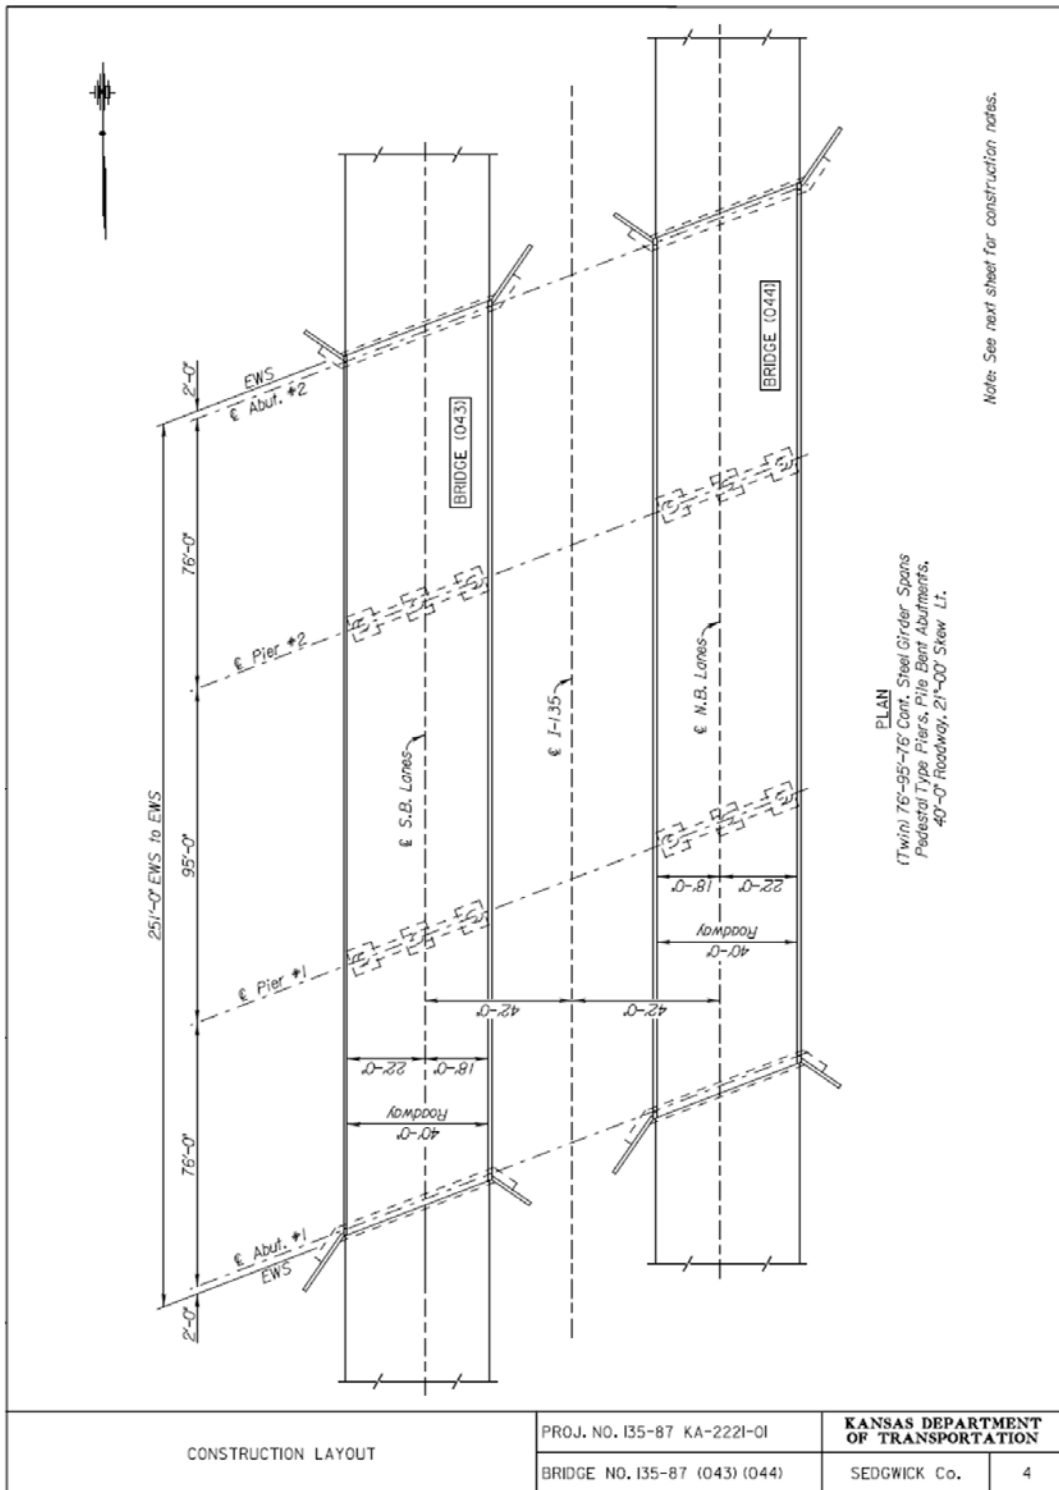 Note: See next sheet for construction notes.
2'-0"
EWS
℄ Abut. #2
BRIDGE (043)
BRIDGE (044)
76'-0"
℄ Pier #2
℄ S.B. Lanes
℄ I-135
℄ N.B. Lanes
PLAN
(Twin) 76'-95'-76' Cont. Steel Girder Spans
Pedestal Type Piers, Pile Bent Abutments,
40'-0" Roadway, 21°-00' Skew Lt.
251'-0" EWS to EWS
95'-0"
18'-0"
22'-0"
Roadway
40'-0"
℄ Pier #1
42'-0"
42'-0"
22'-0"
18'-0"
Roadway
40'-0"
76'-0"
℄ Abut. #1
EWS
2'-0"
CONSTRUCTION LAYOUT
PROJ. NO. 135-87 KA-2221-01
BRIDGE NO. 135-87 (043) (044)
KANSAS DEPARTMENT
OF TRANSPORTATION
SEDGWICK Co.
4